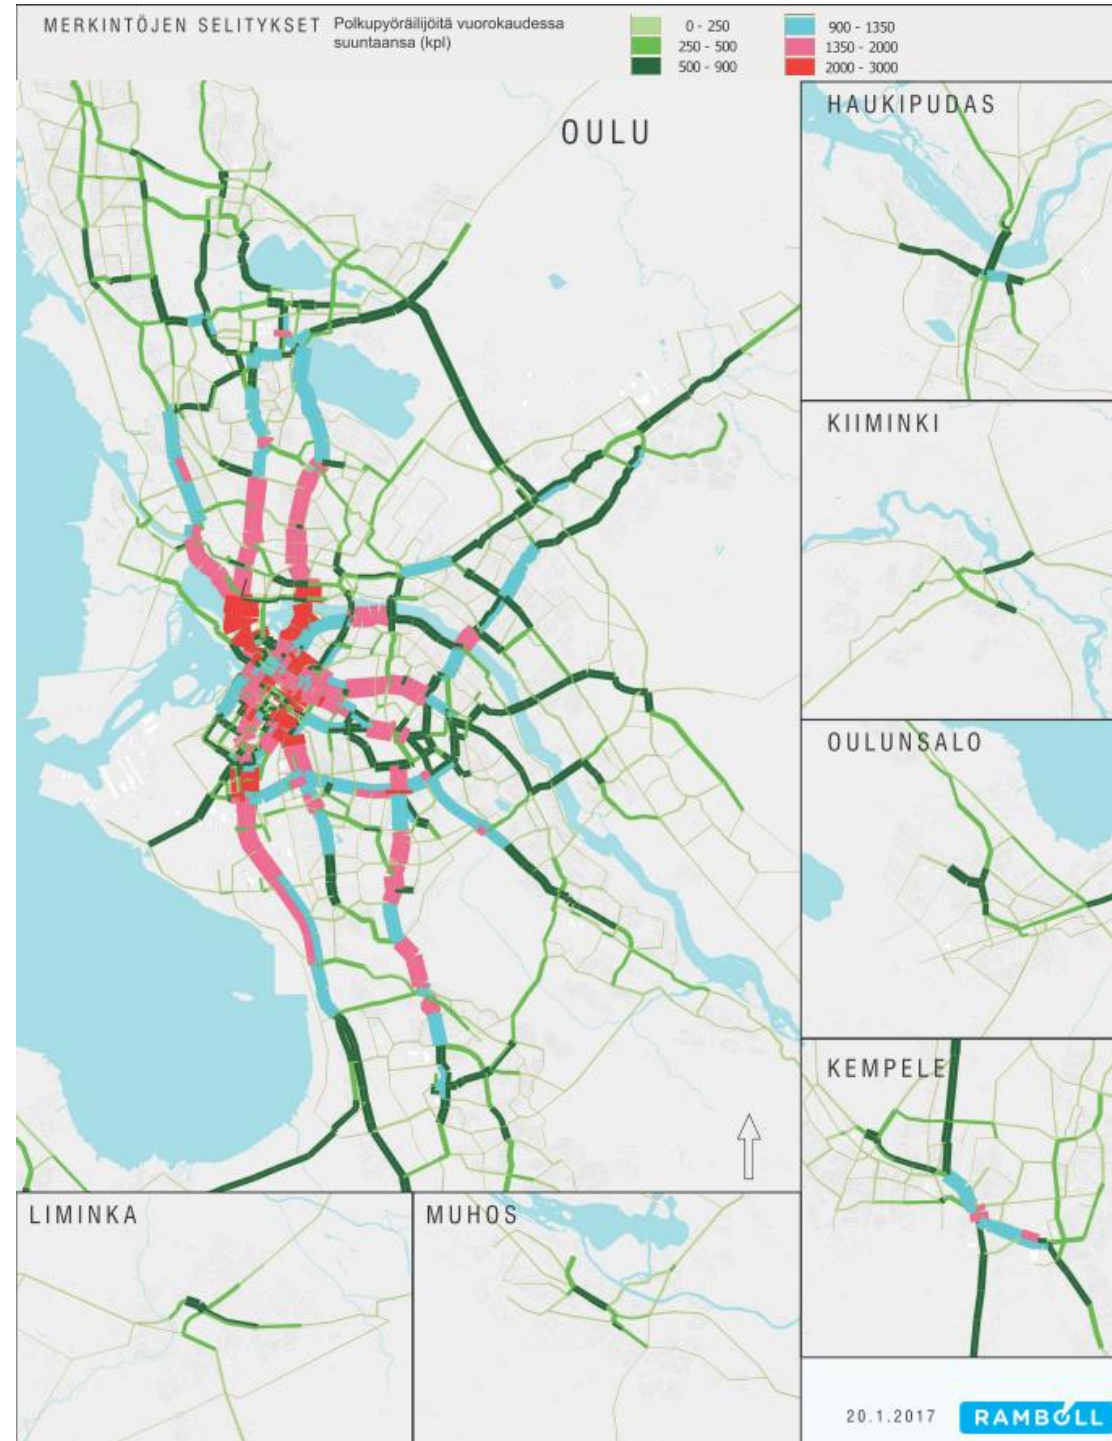 MERKINTÖJEN SELITYKSET
Polkupyöräilijöitä vuorokaudessa
suuntaansa (kpl)
0 - 250
250 - 500
500 - 900
900 - 1350
1350 - 2000
2000 - 3000
OULU
HAUKIPUDAS
KIIMINKI
OULUNSALO
KEMPELE
LIMINKA
MUHOS
20.1.2017
RAMBOLL